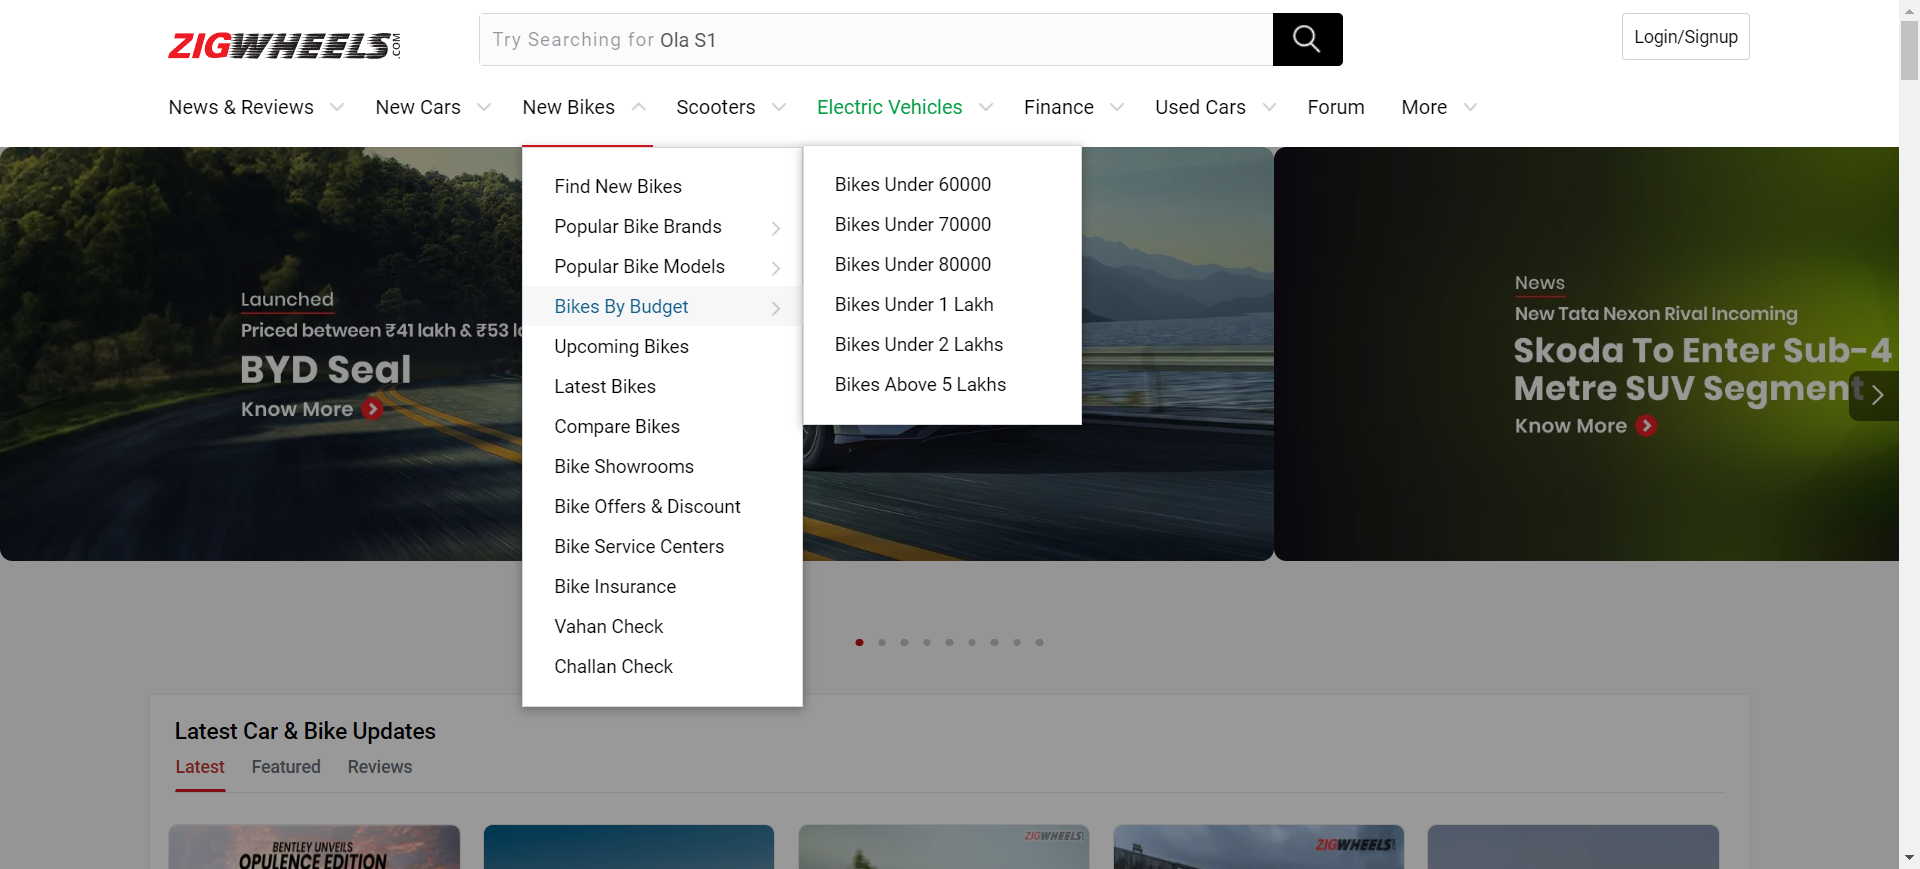 ZIGWHEELS.COM
Try Searching for Ola S1
Login/Signup
News & Reviews
New Cars
New Bikes
Scooters
Electric Vehicles
Finance
Used Cars
Forum
More
Find New Bikes
Popular Bike Brands
Popular Bike Models
Bikes By Budget
Upcoming Bikes
Latest Bikes
Compare Bikes
Bike Showrooms
Bike Offers & Discount
Bike Service Centers
Bike Insurance
Vahan Check
Challan Check
Bikes Under 60000
Bikes Under 70000
Bikes Under 80000
Bikes Under 1 Lakh
Bikes Under 2 Lakhs
Bikes Above 5 Lakhs
Launched
Priced between ₹41 lakh & ₹53 l
BYD Seal
Know More
News
New Tata Nexon Rival Incoming
Skoda To Enter Sub-4
Metre SUV Segment
Know More
Latest Car & Bike Updates
Latest
Featured
Reviews
BENTLEY UNVEILS
OPULENCE EDITION
ZIGWHEELS
ZIGWHEELS